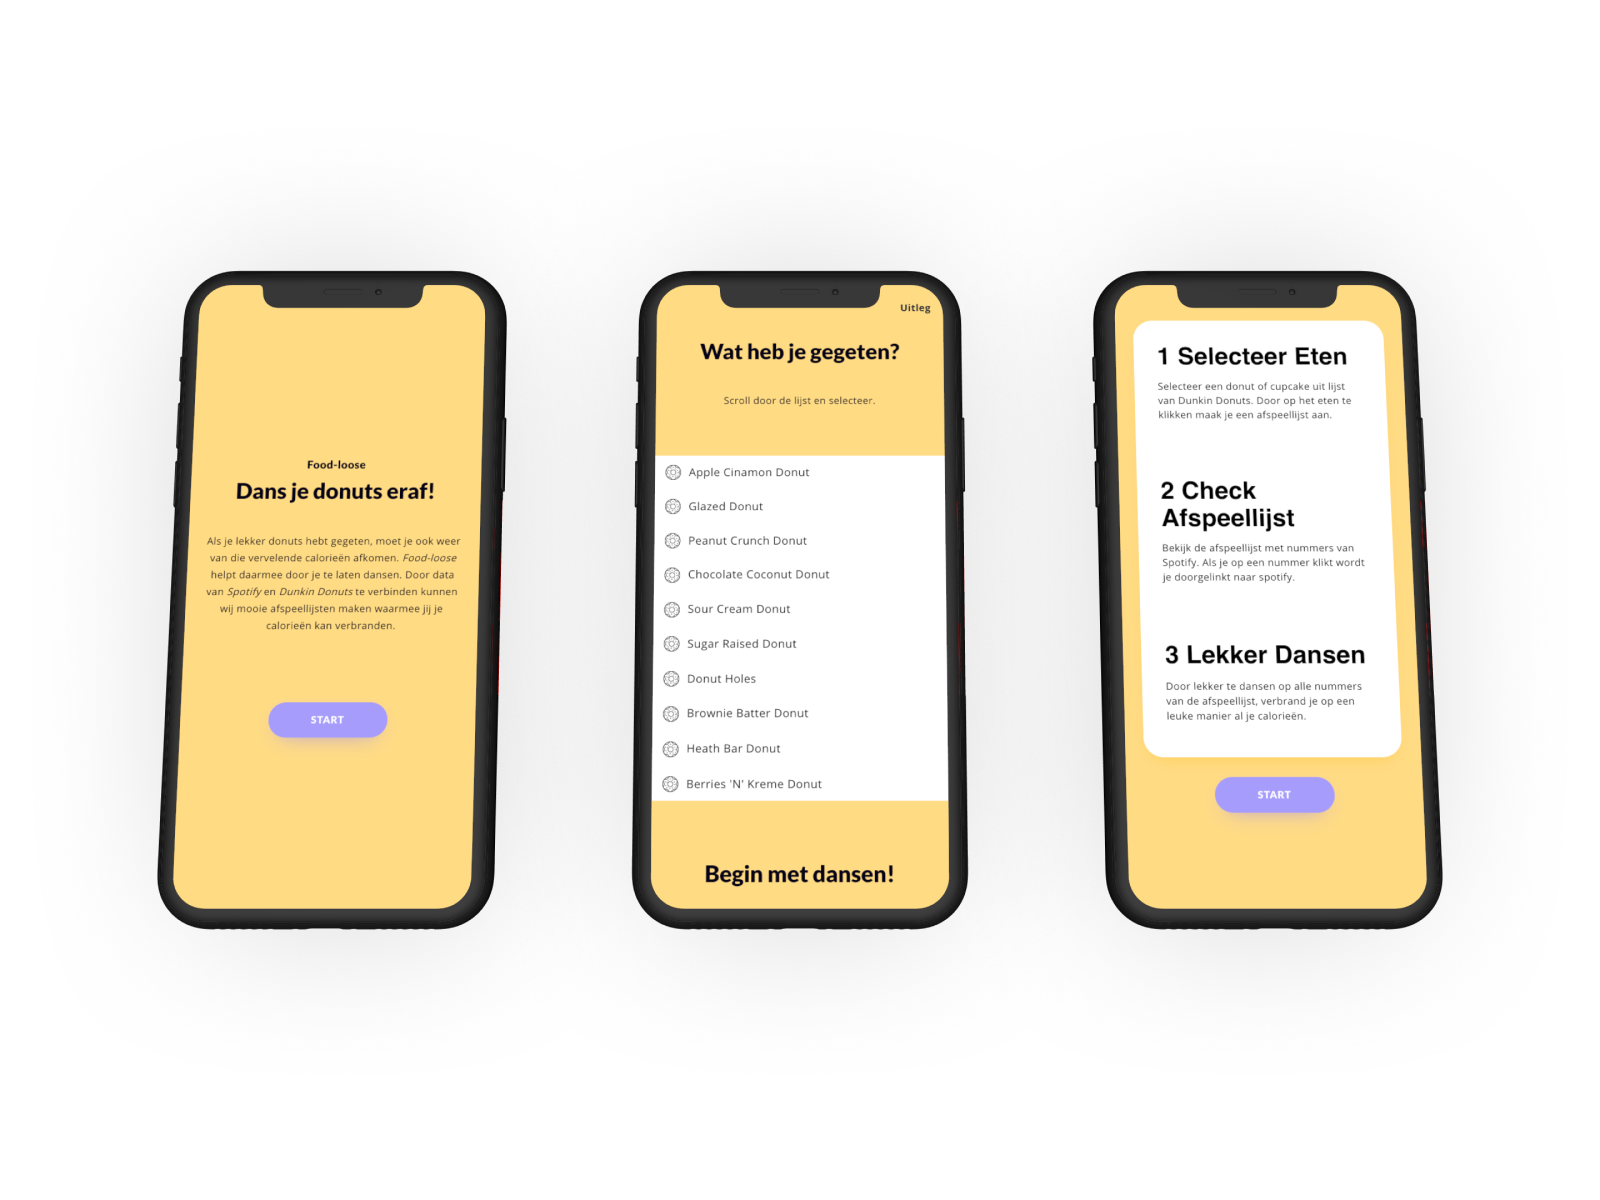 Food-loose
Dans je donuts eraf!
Als je lekker donuts hebt gegeten, moet je ook weer
van die vervelende calorieën afkomen. Food-loose
helpt daarmee door je te laten dansen. Door data
van Spotify en Dunkin Donuts te verbinden kunnen
wij mooie afspeellijsten maken waarmee jij je
calorieën kan verbranden.
START
Uitleg
Wat heb je gegeten?
Scroll door de lijst en selecteer.
Apple Cinamon Donut
Glazed Donut
Peanut Crunch Donut
Chocolate Coconut Donut
Sour Cream Donut
Sugar Raised Donut
Donut Holes
Brownie Batter Donut
Heath Bar Donut
Berries 'N' Kreme Donut
Begin met dansen!
1 Selecteer Eten
Selecteer een donut of cupcake uit lijst
van Dunkin Donuts. Door op het eten te
klikken maak je een afspeellijst aan.
2 Check
Afspeellijst
Bekijk de afspeellijst met nummers van
Spotify. Als je op een nummer klikt wordt
je doorgelinkt naar spotify.
3 Lekker Dansen
Door lekker te dansen op alle nummers
van de afspeellijst, verbrand je op een
leuke manier al je calorieën.
START